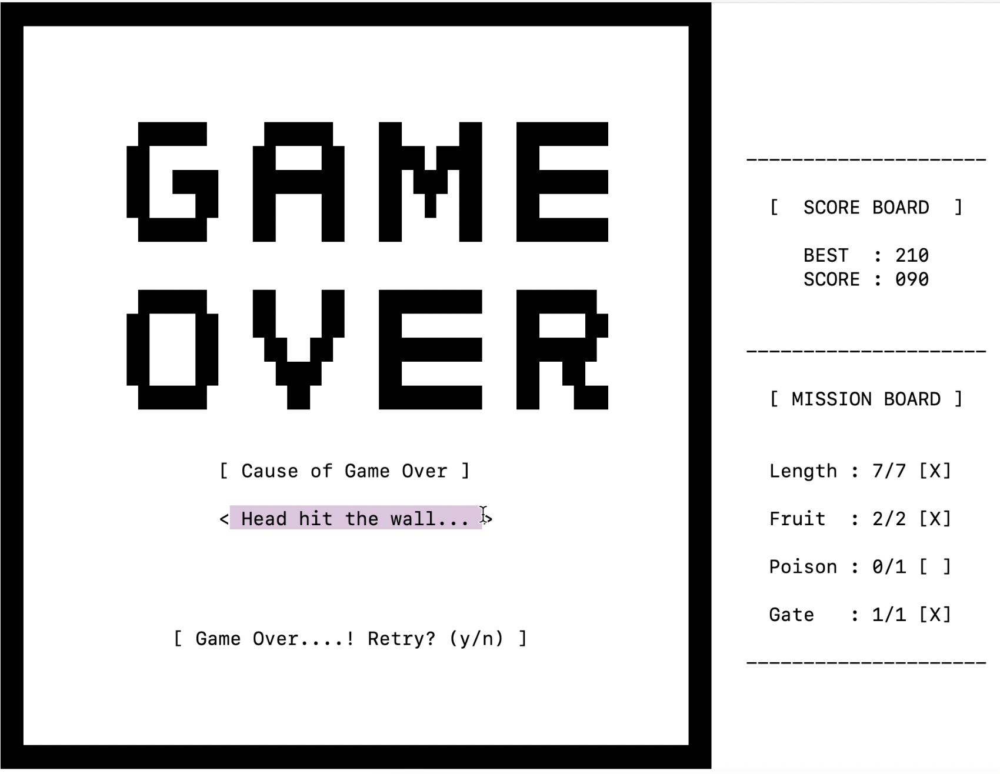 GAME
OVER
[ Cause of Game Over ]
< Head hit the wall... >
[ Game Over....! Retry? (y/n) ]
---------------------
[  SCORE BOARD  ]
BEST  : 210
SCORE : 090
---------------------
[ MISSION BOARD ]
Length : 7/7 [X]
Fruit  : 2/2 [X]
Poison : 0/1 [ ]
Gate   : 1/1 [X]
---------------------